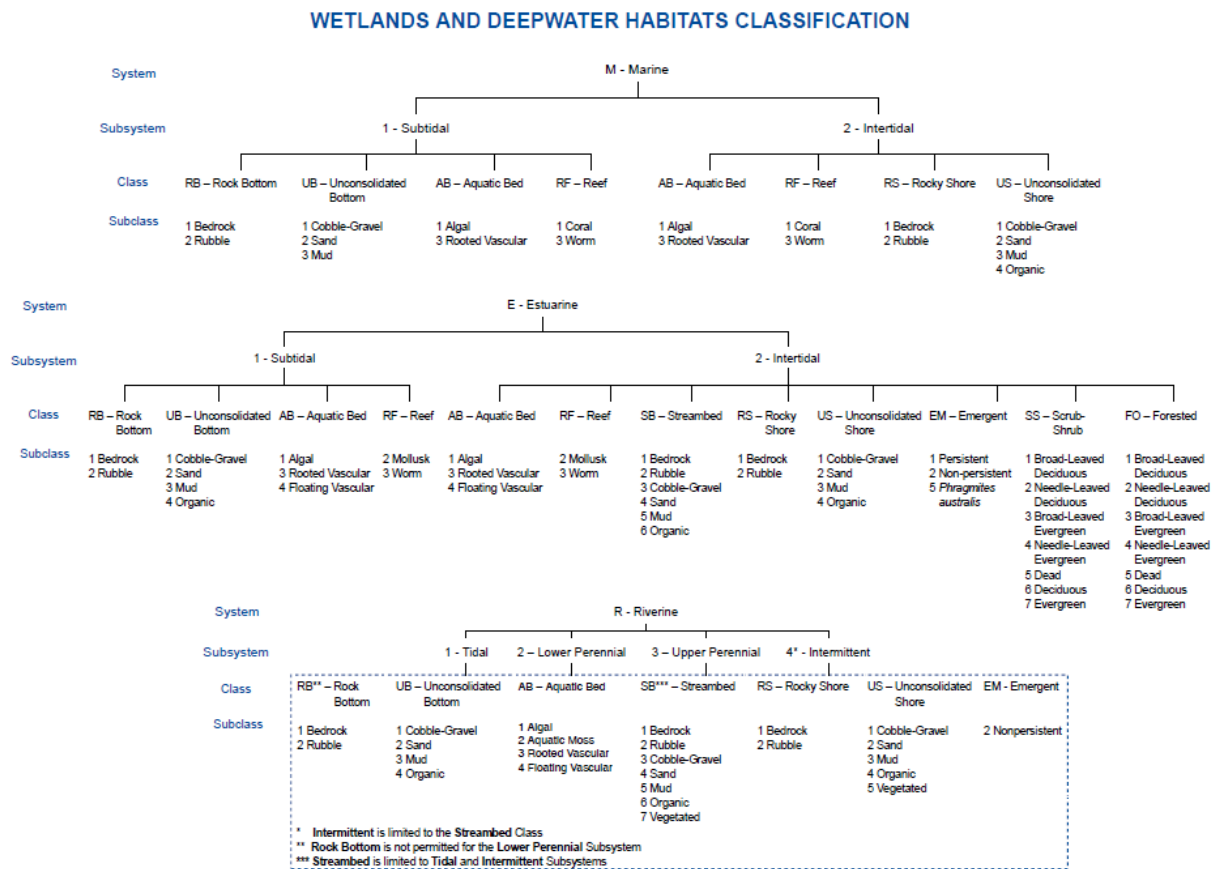 WETLANDS AND DEEPWATER HABITATS CLASSIFICATION
System
M - Marine
Subsystem
1 - Subtidal
2 - Intertidal
Class
RB – Rock Bottom
UB – Unconsolidated
Bottom
AB – Aquatic Bed
RF – Reef
AB – Aquatic Bed
RF – Reef
RS – Rocky Shore
US – Unconsolidated
Shore
Subclass
1 Bedrock
2 Rubble
1 Cobble-Gravel
2 Sand
3 Mud
1 Algal
3 Rooted Vascular
1 Coral
3 Worm
1 Algal
3 Rooted Vascular
1 Coral
3 Worm
1 Bedrock
2 Rubble
1 Cobble-Gravel
2 Sand
3 Mud
4 Organic
System
E - Estuarine
Subsystem
1 - Subtidal
2 - Intertidal
Class
RB – Rock
Bottom
UB – Unconsolidated
Bottom
AB – Aquatic Bed
RF – Reef
AB – Aquatic Bed
RF – Reef
SB – Streambed
RS – Rocky
Shore
US – Unconsolidated
Shore
EM – Emergent
SS – Scrub-
Shrub
FO – Forested
Subclass
1 Bedrock
2 Rubble
1 Cobble-Gravel
2 Sand
3 Mud
4 Organic
1 Algal
3 Rooted Vascular
4 Floating Vascular
2 Mollusk
3 Worm
1 Algal
3 Rooted Vascular
4 Floating Vascular
2 Mollusk
3 Worm
1 Bedrock
2 Rubble
3 Cobble-Gravel
4 Sand
5 Mud
6 Organic
1 Bedrock
2 Rubble
1 Cobble-Gravel
2 Sand
3 Mud
4 Organic
1 Persistent
2 Non-persistent
5 Phragmites
australis
1 Broad-Leaved
Deciduous
2 Needle-Leaved
Deciduous
3 Broad-Leaved
Evergreen
4 Needle-Leaved
Evergreen
5 Dead
6 Deciduous
7 Evergreen
1 Broad-Leaved
Deciduous
2 Needle-Leaved
Deciduous
3 Broad-Leaved
Evergreen
4 Needle-Leaved
Evergreen
5 Dead
6 Deciduous
7 Evergreen
System
R - Riverine
Subsystem
1 - Tidal
2 – Lower Perennial
3 – Upper Perennial
4* - Intermittent
Class
RB** – Rock
Bottom
UB – Unconsolidated
Bottom
AB – Aquatic Bed
SB*** – Streambed
RS – Rocky Shore
US – Unconsolidated
Shore
EM - Emergent
Subclass
1 Bedrock
2 Rubble
1 Cobble-Gravel
2 Sand
3 Mud
4 Organic
1 Algal
2 Aquatic Moss
3 Rooted Vascular
4 Floating Vascular
1 Bedrock
2 Rubble
3 Cobble-Gravel
4 Sand
5 Mud
6 Organic
7 Vegetated
1 Bedrock
2 Rubble
1 Cobble-Gravel
2 Sand
3 Mud
4 Organic
5 Vegetated
2 Nonpersistent
* Intermittent is limited to the Streambed Class
** Rock Bottom is not permitted for the Lower Perennial Subsystem
*** Streambed is limited to Tidal and Intermittent Subsystems